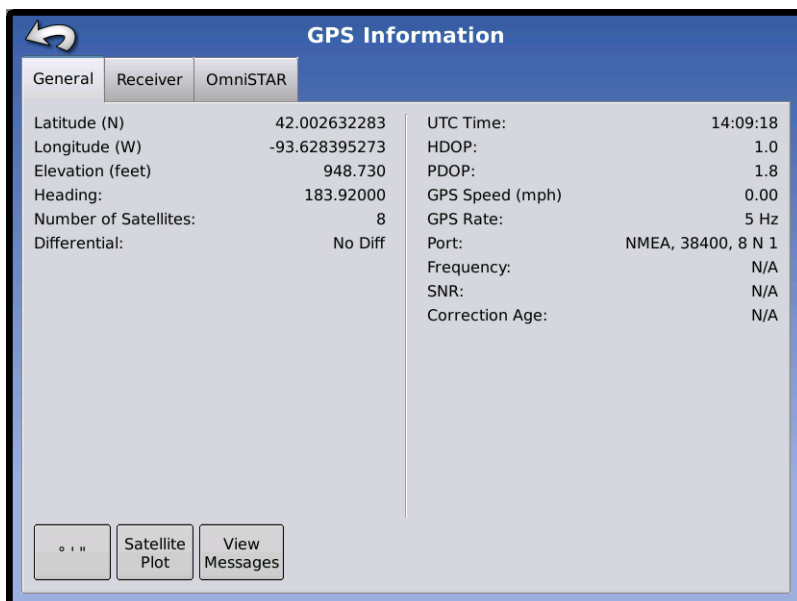 GPS Information
General
Receiver
OmniSTAR
Latitude (N) 42.002632283
Longitude (W) -93.628395273
Elevation (feet) 948.730
Heading: 183.92000
Number of Satellites: 8
Differential: No Diff
UTC Time: 14:09:18
HDOP: 1.0
PDOP: 1.8
GPS Speed (mph) 0.00
GPS Rate: 5 Hz
Port: NMEA, 38400, 8 N 1
Frequency: N/A
SNR: N/A
Correction Age: N/A
° ' "
Satellite
Plot
View
Messages